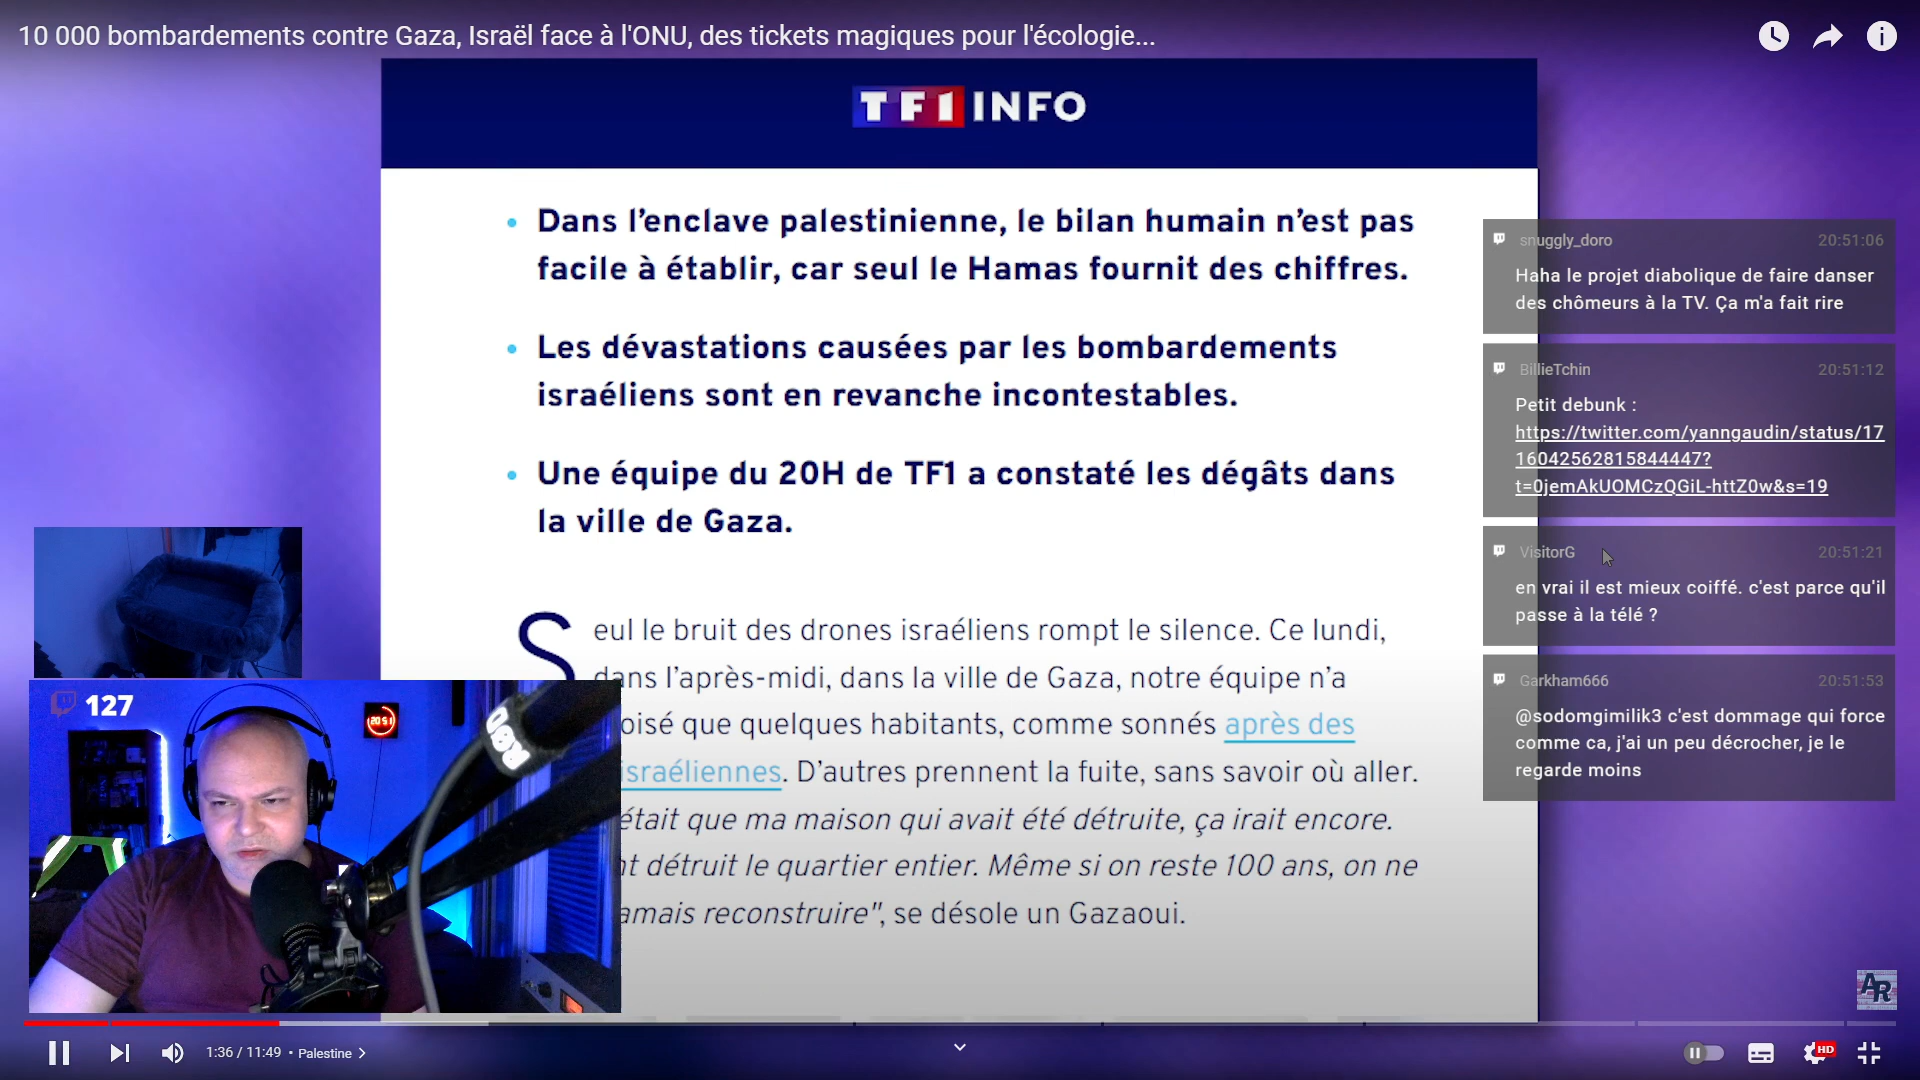 10 000 bombardements contre Gaza, Israël face à l'ONU, des tickets magiques pour l'écologie...
TF1 INFO
• Dans l'enclave palestinienne, le bilan humain n'est pas
facile à établir, car seul le Hamas fournit des chiffres.
• Les dévastations causées par les bombardements
israéliens sont en revanche incontestables.
• Une équipe du 20H de TF1 a constaté les dégâts dans
la ville de Gaza.
Seul le bruit des drones israéliens rompt le silence. Ce lundi,
dans l'après-midi, dans la ville de Gaza, notre équipe n'a
oisé que quelques habitants, comme sonnés après des
israéliennes. D'autres prennent la fuite, sans savoir où aller.
était que ma maison qui avait été détruite, ça irait encore.
nt détruit le quartier entier. Même si on reste 100 ans, on ne
amais reconstruire", se désole un Gazaoui.
snuggly_doro 20:51:06
Haha le projet diabolique de faire danser
des chômeurs à la TV. Ça m'a fait rire
BillieTchin 20:51:12
Petit debunk :
https://twitter.com/yanngaudin/status/17
16042562815844447?
t=0jemAkUOMCzQGiL-httZ0w&s=19
VisitorG 20:51:21
en vrai il est mieux coiffé. c'est parce qu'il
passe à la télé ?
Garkham666 20:51:53
@sodomgimilik3 c'est dommage qui force
comme ca, j'ai un peu décrocher, je le
regarde moins
127
20:51
AR
1:36 / 11:49 • Palestine
HD